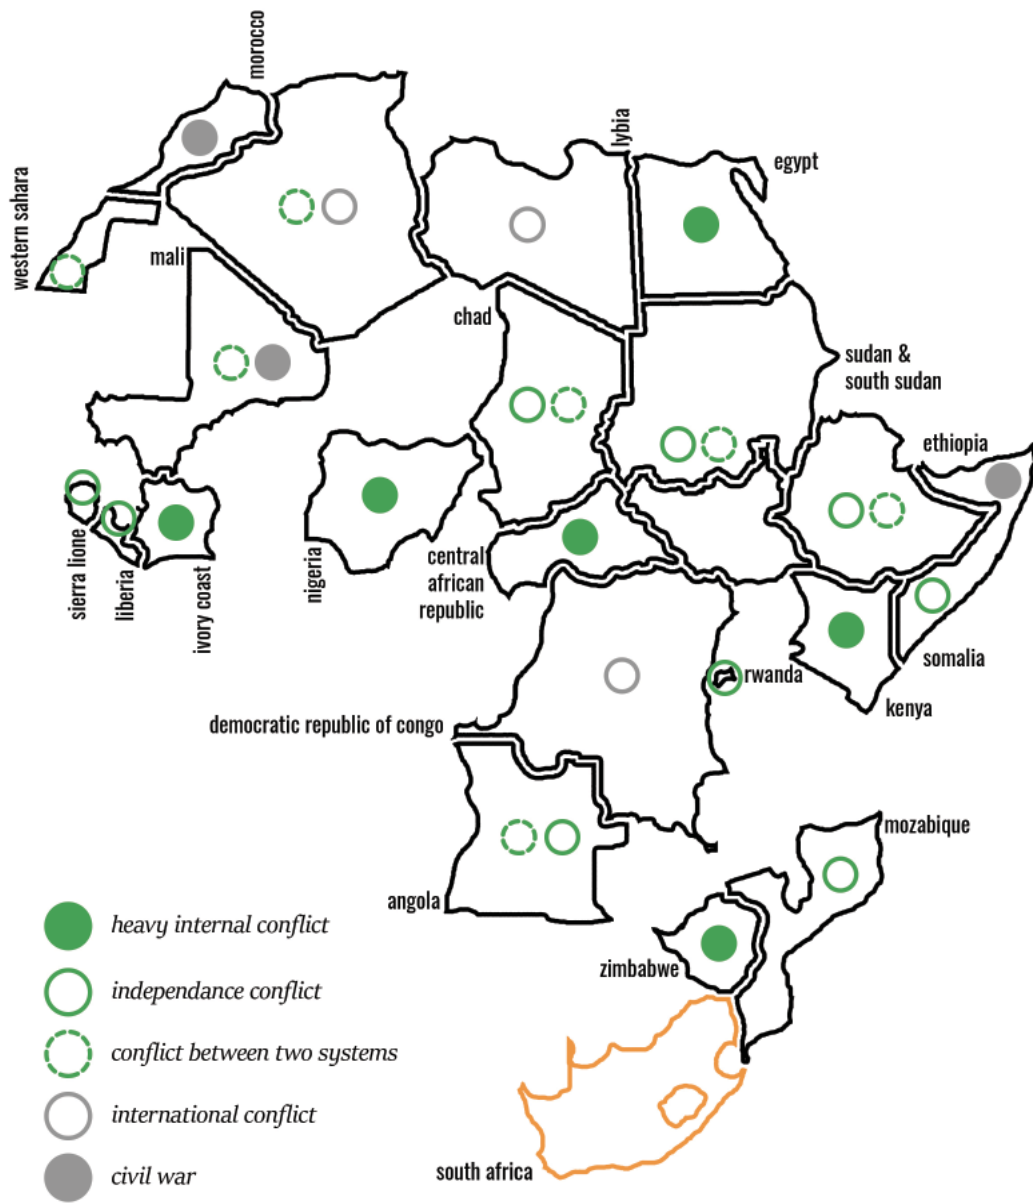 morocco
lybia
egypt
western sahara
mali
chad
sudan &
south sudan
ethiopia
sierra lione
liberia
ivory coast
nigeria
central
african
republic
somalia
rwanda
kenya
democratic republic of congo
mozabique
angola
zimbabwe
south africa
heavy internal conflict
independance conflict
conflict between two systems
international conflict
civil war